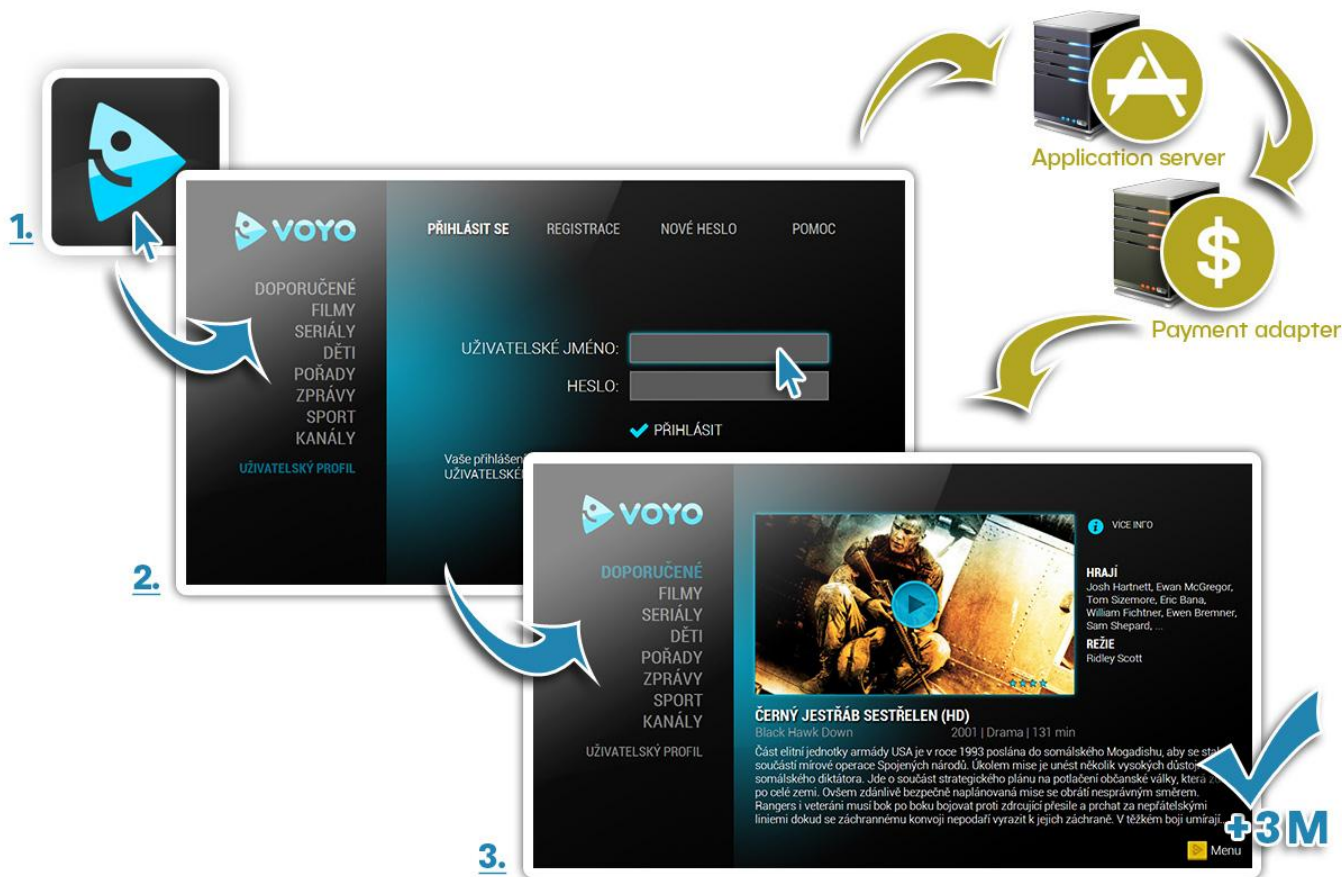 Application server
Payment adapter
1.
VOYO
PŘIHLÁSIT SE REGISTRACE NOVÉ HESLO POMOC
DOPORUČENÉ
FILMY
SERIÁLY
DĚTI
POŘADY
ZPRÁVY
SPORT
KANÁLY
UŽIVATELSKÝ PROFIL
UŽIVATELSKÉ JMÉNO:
HESLO:
PŘIHLÁSIT
Vaše přihlášení
UŽIVATELSKÉ
2.
VOYO
DOPORUČENÉ
FILMY
SERIÁLY
DĚTI
POŘADY
ZPRÁVY
SPORT
KANÁLY
UŽIVATELSKÝ PROFIL
VÍCE INFO
HRAJÍ
Josh Hartnett, Ewan McGregor,
Tom Sizemore, Eric Bana,
William Fichtner, Ewen Bremner,
Sam Shepard, ...
REŽIE
Ridley Scott
ČERNÝ JESTŘÁB SESTŘELEN (HD)
Black Hawk Down 2001 | Drama | 131 min
Část elitní jednotky armády USA je v roce 1993 poslána do somálského Mogadishu, aby se
součástí mírové operace Spojených národů. Úkolem mise je unést několik vysokých
somálského diktátora. Jde o součást strategického plánu na potlačení občanské války, která
po celé zemi. Ovšem zdánlivě bezpečně naplánovaná mise se obrátí nesprávným směrem.
Rangers i veteráni musí bok po boku bojovat proti zdrcující přesile a prchat za nepřátelskými
liniemi dokud se záchrannému konvoji nepodaří vyrazit k jejich záchraně. V těžkém boji umírají...
+3M
Menu
3.